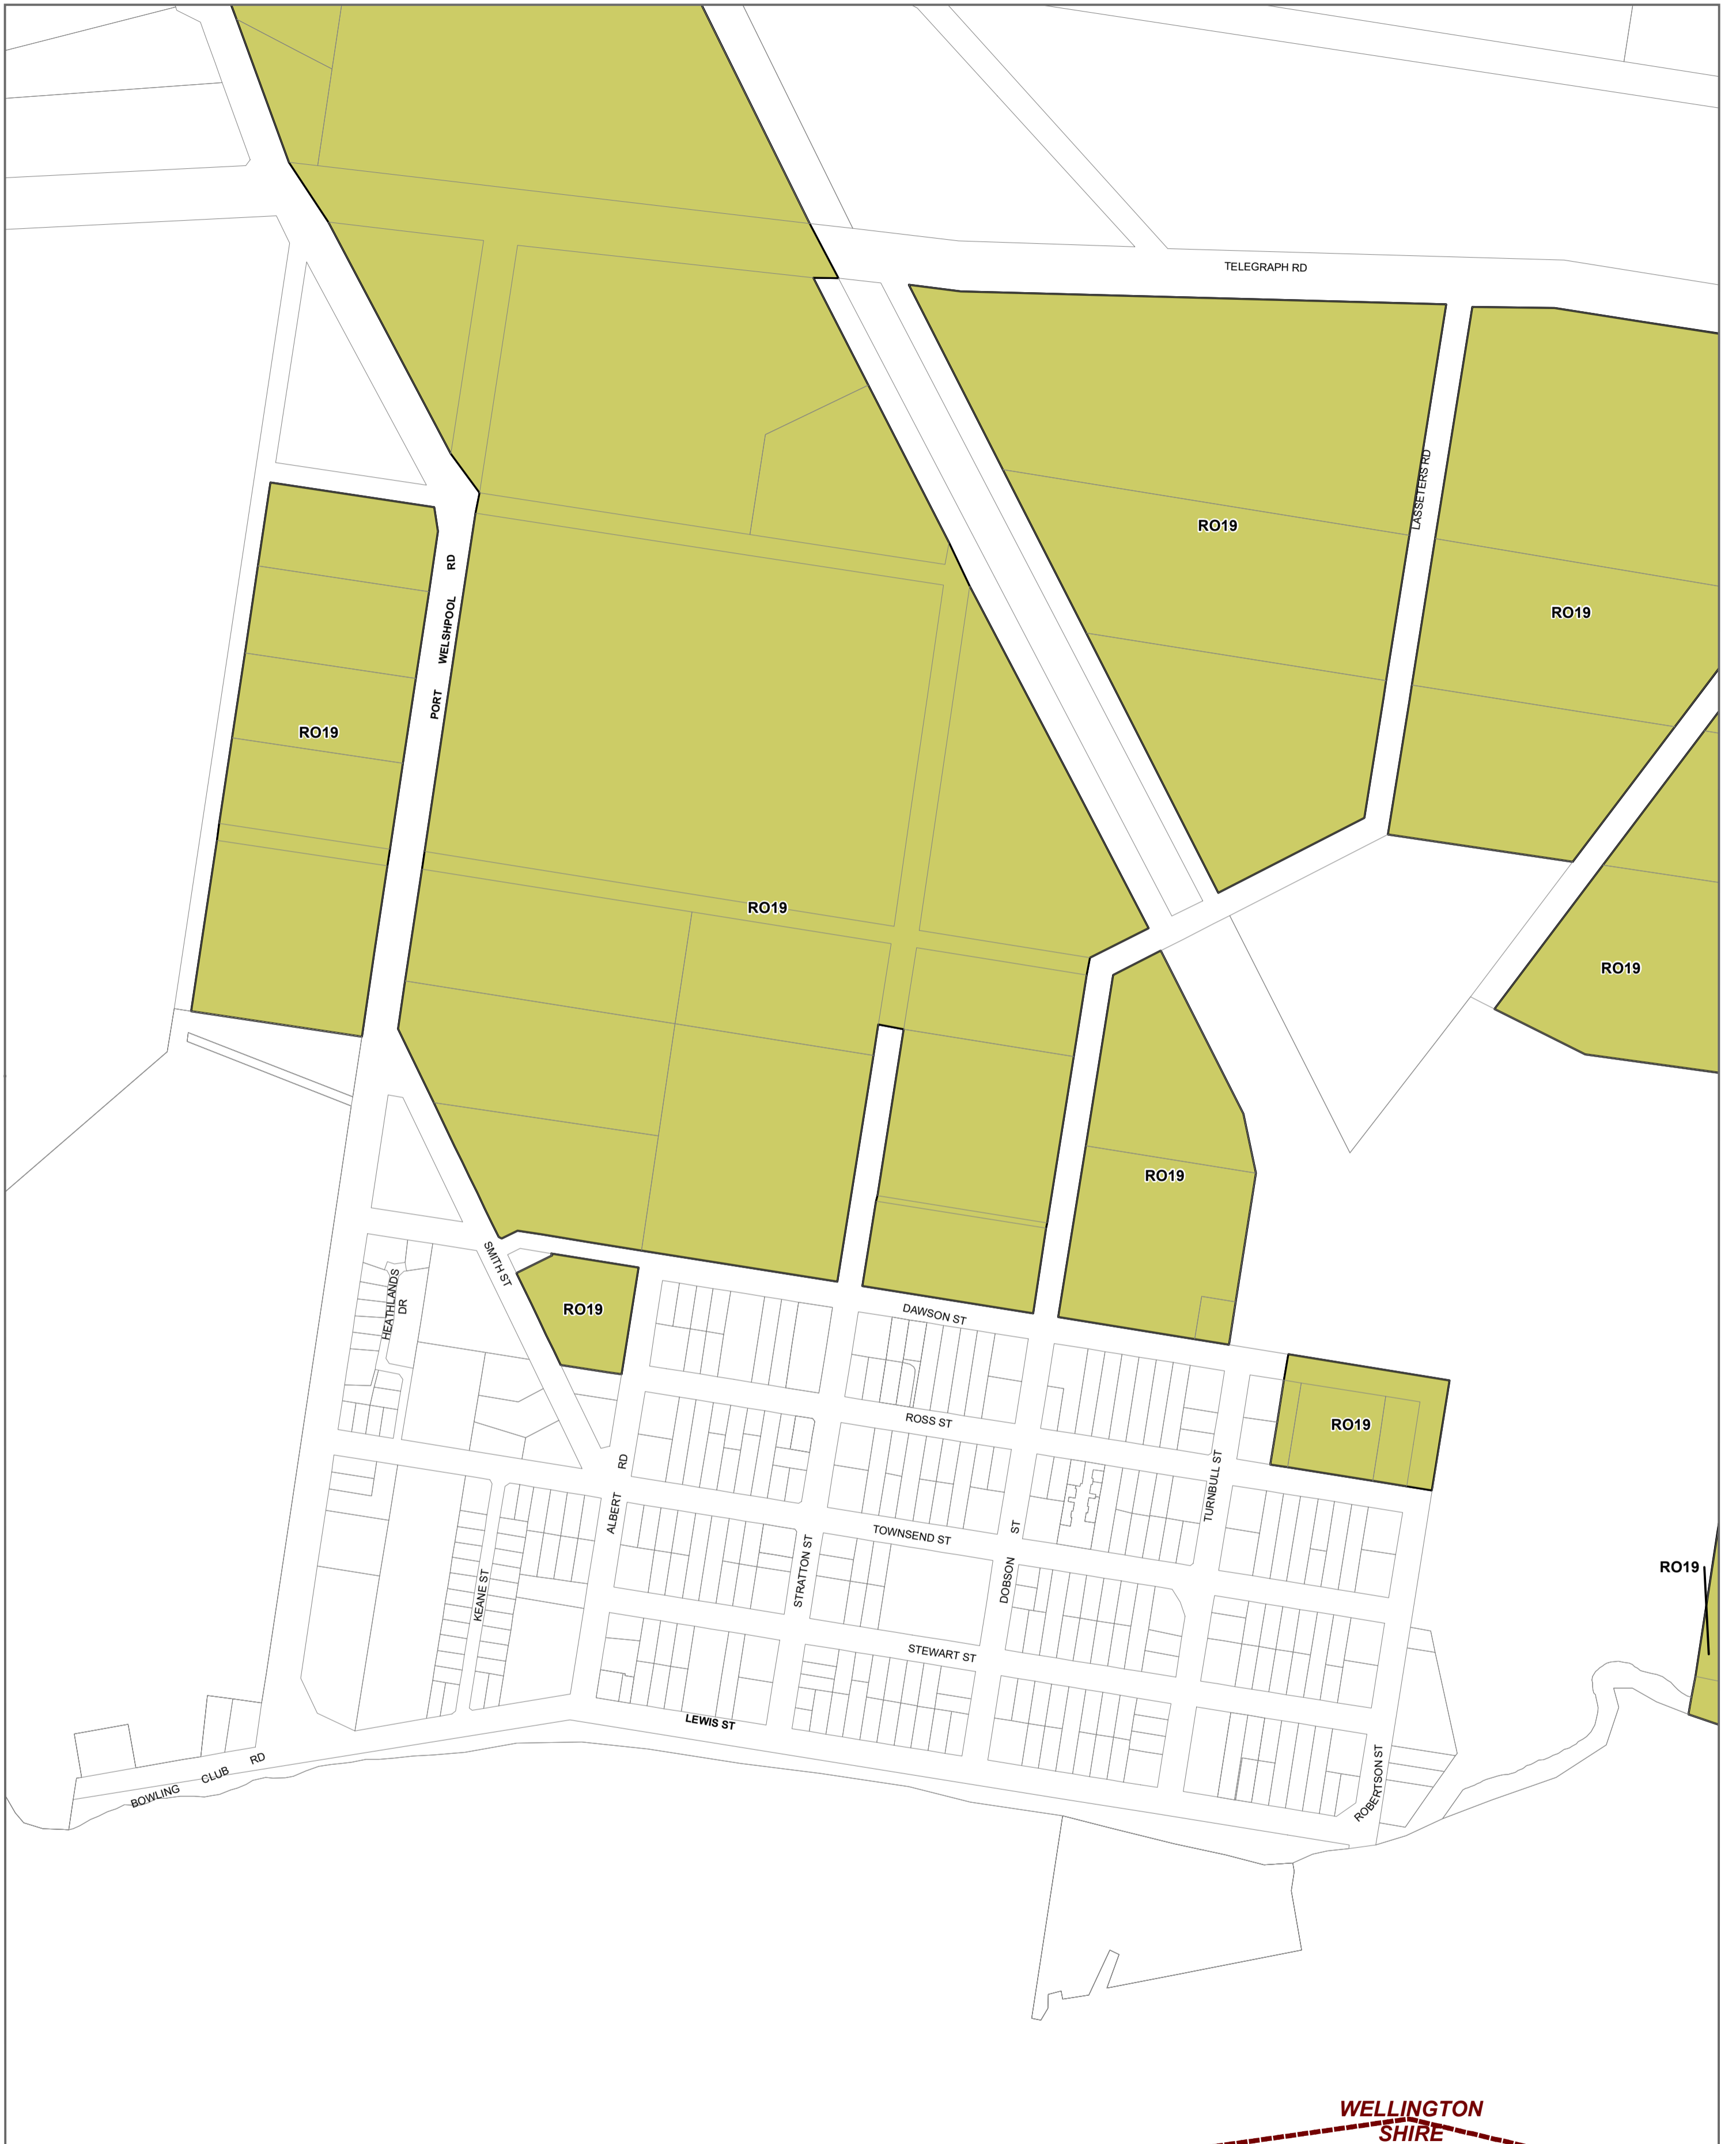 TELEGRAPH RD
LASSETERS RD
RO19
RD
RO19
WELSHPOOL
PORT
RO19
RO19
RO19
RO19
SMITH ST
HEATHLANDS
DR
RO19
DAWSON ST
ROSS ST
RO19
RD
TURNBULL ST
ALBERT
TOWNSEND ST
ST
STRATTON ST
DOBSON
RO19
KEANE ST
STEWART ST
LEWIS ST
ROBERTSON ST
BOWLING CLUB RD
WELLINGTON
SHIRE